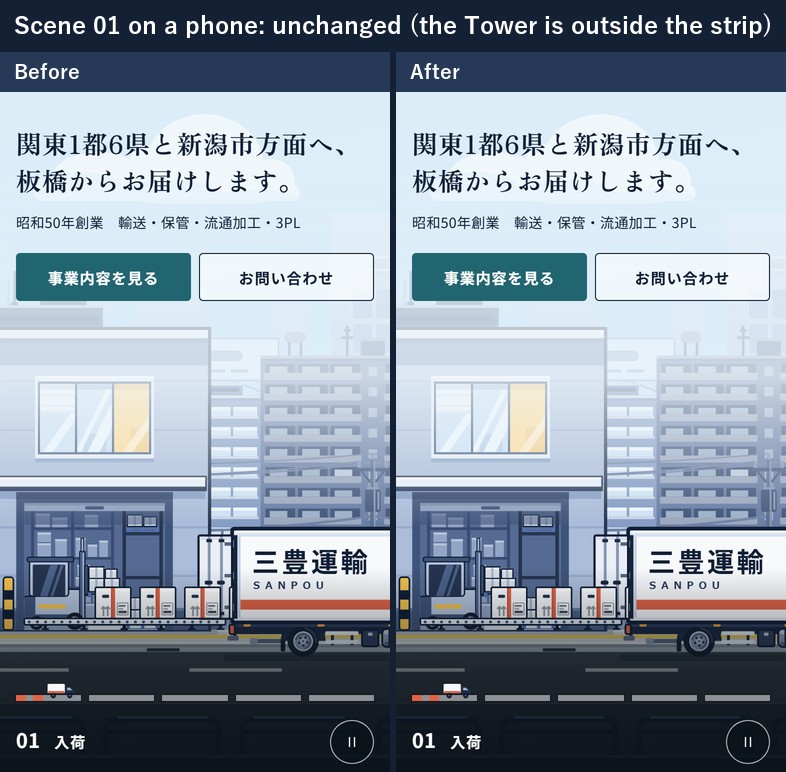 Scene 01 on a phone: unchanged (the Tower is outside the strip)
Before
関東1都6県と新潟市方面へ、
板橋からお届けします。
昭和50年創業　輸送・保管・流通加工・3PL
事業内容を見る
お問い合わせ
三豊運輸
SANPOU
01 入荷
After
関東1都6県と新潟市方面へ、
板橋からお届けします。
昭和50年創業　輸送・保管・流通加工・3PL
事業内容を見る
お問い合わせ
三豊運輸
SANPOU
01 入荷